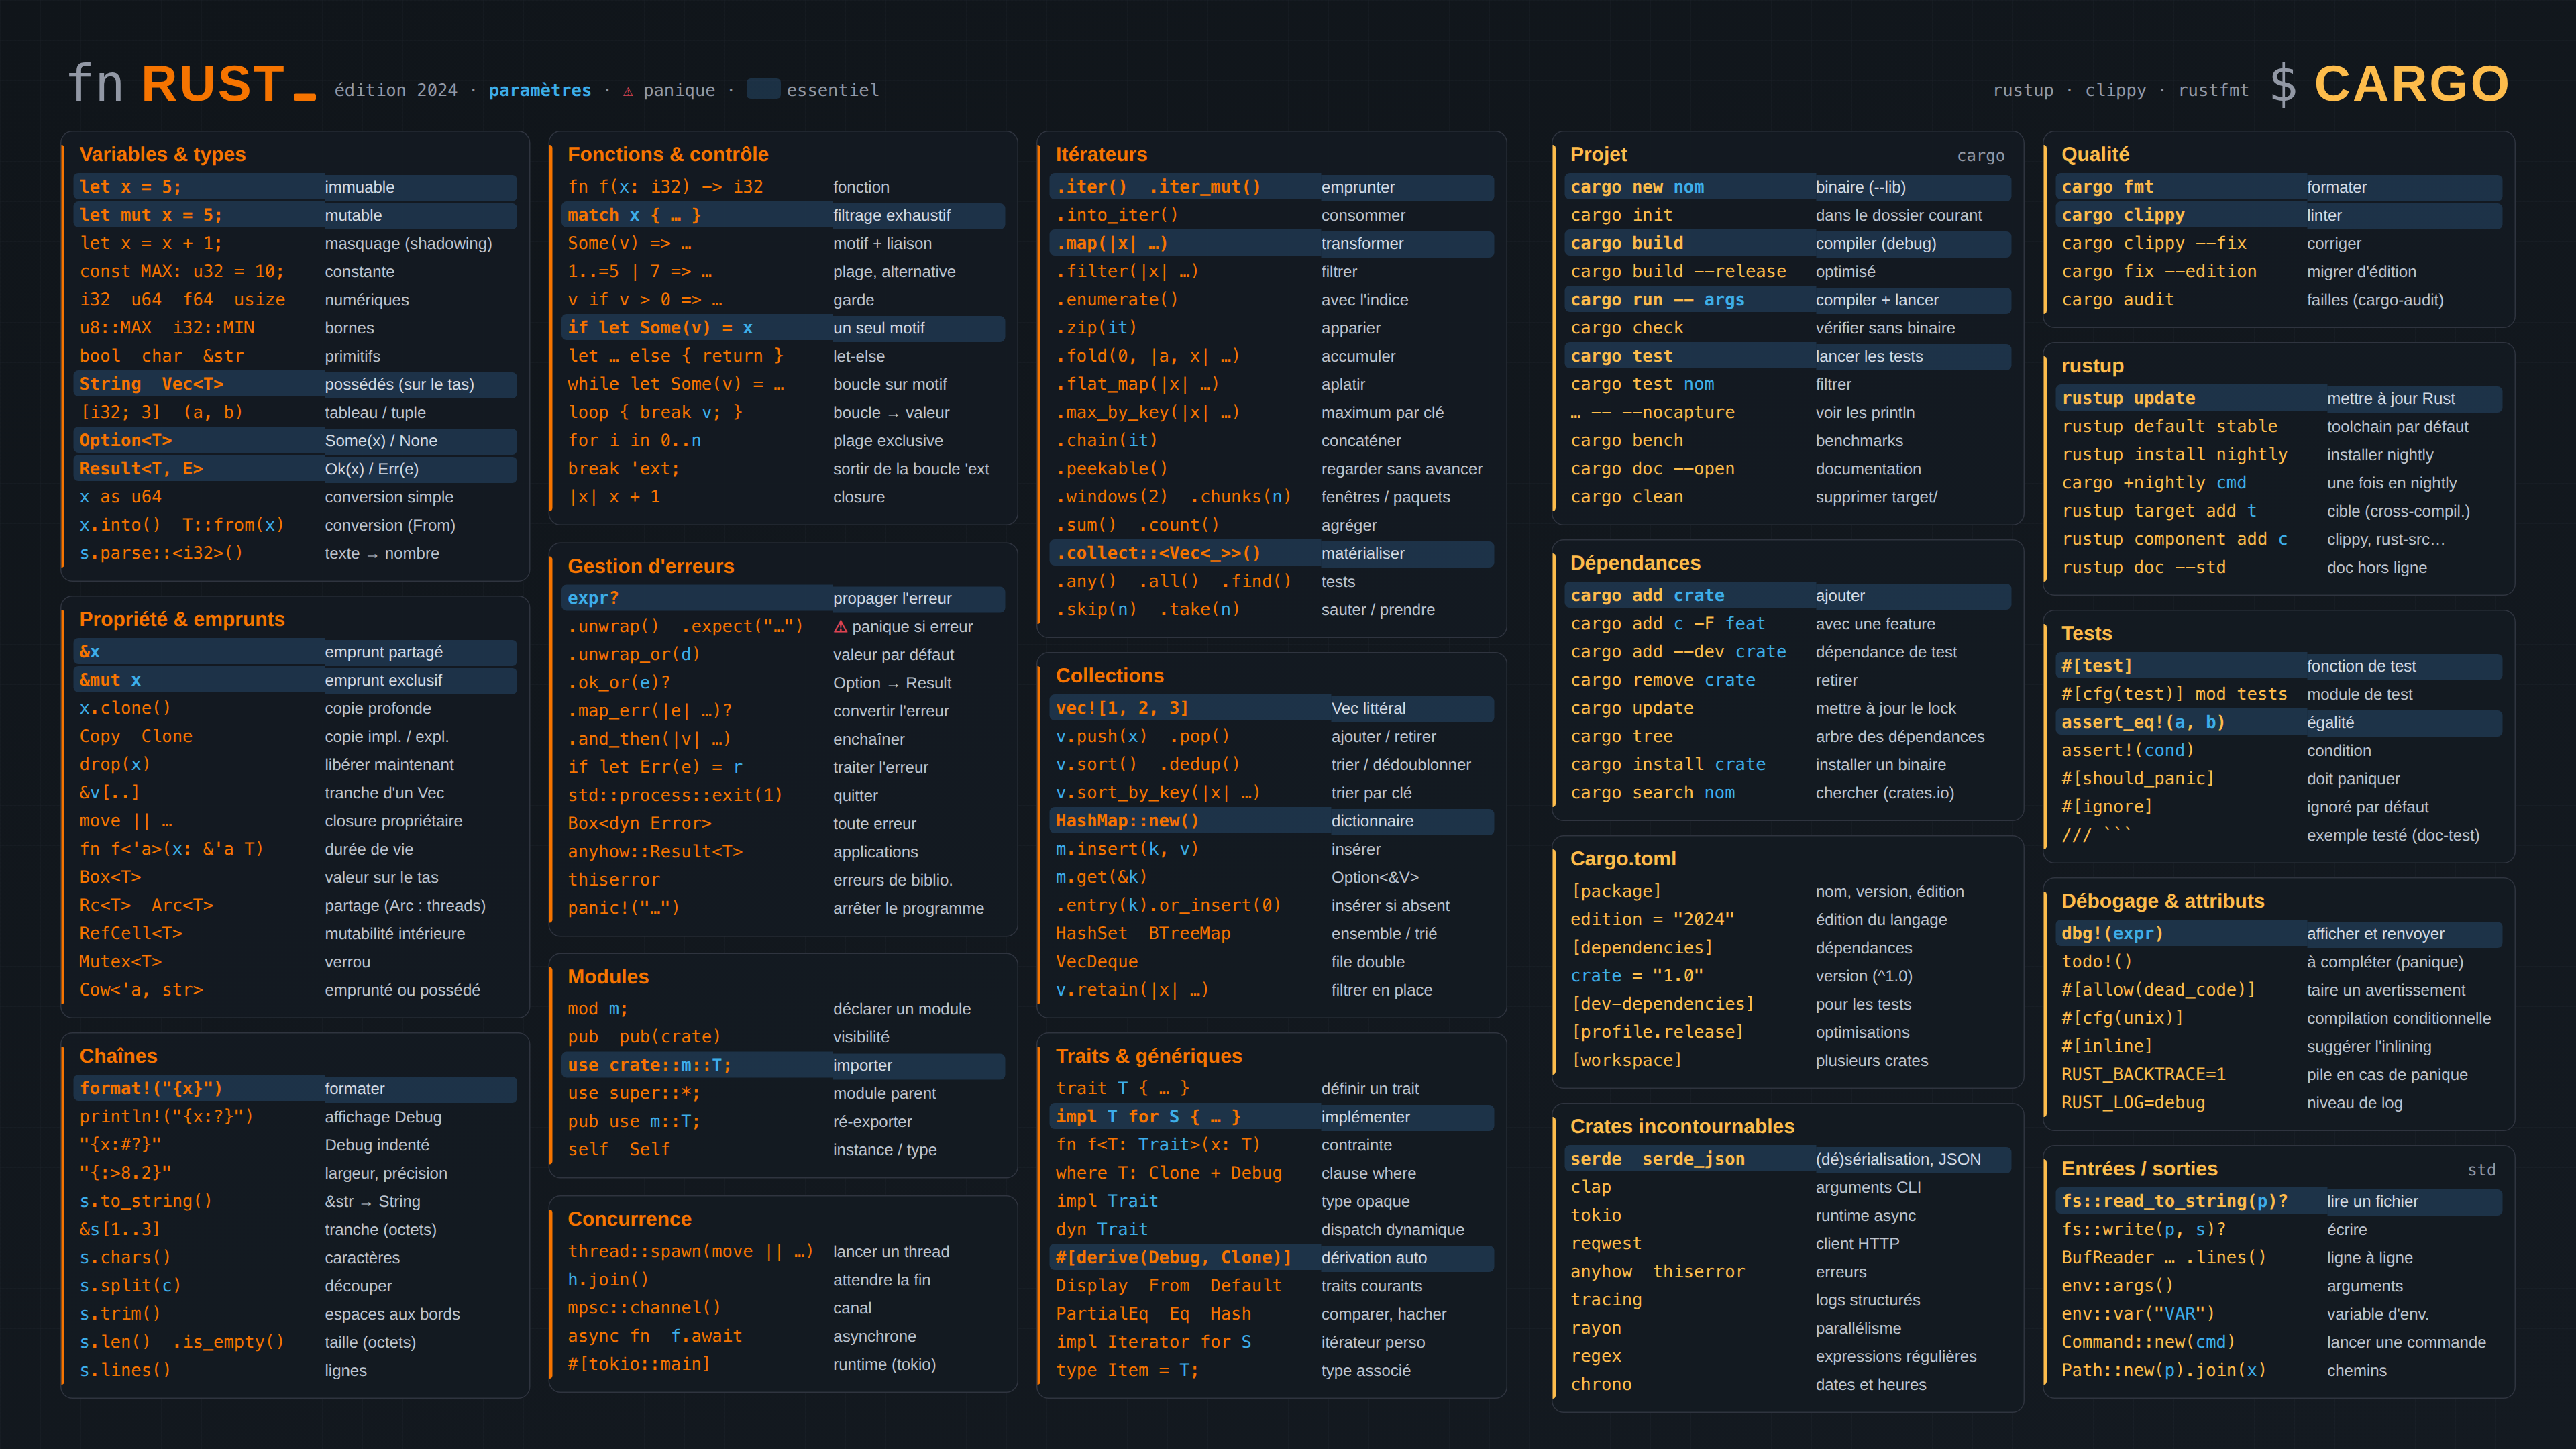 fn RUST_ édition 2024 · paramètres · ⚠ panique · essentiel
rustup · clippy · rustfmt $ CARGO
Variables & types
let x = 5; immuable
let mut x = 5; mutable
let x = x + 1; masquage (shadowing)
const MAX: u32 = 10; constante
i32 u64 f64 usize numériques
u8::MAX i32::MIN bornes
bool char &str primitifs
String Vec<T> possédés (sur le tas)
[i32; 3] (a, b) tableau / tuple
Option<T> Some(x) / None
Result<T, E> Ok(x) / Err(e)
x as u64 conversion simple
x.into() T::from(x) conversion (From)
s.parse::<i32>() texte → nombre
Propriété & emprunts
&x emprunt partagé
&mut x emprunt exclusif
x.clone() copie profonde
Copy Clone copie impl. / expl.
drop(x) libérer maintenant
&v[..] tranche d'un Vec
move || … closure propriétaire
fn f<'a>(x: &'a T) durée de vie
Box<T> valeur sur le tas
Rc<T> Arc<T> partage (Arc : threads)
RefCell<T> mutabilité intérieure
Mutex<T> verrou
Cow<'a, str> emprunté ou possédé
Chaînes
format!("{x}") formater
println!("{x:?}") affichage Debug
"{x:#?}" Debug indenté
"{:>8.2}" largeur, précision
s.to_string() &str → String
&s[1..3] tranche (octets)
s.chars() caractères
s.split(c) découper
s.trim() espaces aux bords
s.len() .is_empty() taille (octets)
s.lines() lignes
Fonctions & contrôle
fn f(x: i32) -> i32 fonction
match x { … } filtrage exhaustif
Some(v) => … motif + liaison
1..=5 | 7 => … plage, alternative
v if v > 0 => … garde
if let Some(v) = x un seul motif
let … else { return } let-else
while let Some(v) = … boucle sur motif
loop { break v; } boucle → valeur
for i in 0..n plage exclusive
break 'ext; sortir de la boucle 'ext
|x| x + 1 closure
Gestion d'erreurs
expr? propager l'erreur
.unwrap() .expect("…") ⚠ panique si erreur
.unwrap_or(d) valeur par défaut
.ok_or(e)? Option → Result
.map_err(|e| …)? convertir l'erreur
.and_then(|v| …) enchaîner
if let Err(e) = r traiter l'erreur
std::process::exit(1) quitter
Box<dyn Error> toute erreur
anyhow::Result<T> applications
thiserror erreurs de biblio.
panic!("…") arrêter le programme
Modules
mod m; déclarer un module
pub pub(crate) visibilité
use crate::m::T; importer
use super::*; module parent
pub use m::T; ré-exporter
self Self instance / type
Concurrence
thread::spawn(move || …) lancer un thread
h.join() attendre la fin
mpsc::channel() canal
async fn f.await asynchrone
#[tokio::main] runtime (tokio)
Itérateurs
.iter() .iter_mut() emprunter
.into_iter() consommer
.map(|x| …) transformer
.filter(|x| …) filtrer
.enumerate() avec l'indice
.zip(it) apparier
.fold(0, |a, x| …) accumuler
.flat_map(|x| …) aplatir
.max_by_key(|x| …) maximum par clé
.chain(it) concaténer
.peekable() regarder sans avancer
.windows(2) .chunks(n) fenêtres / paquets
.sum() .count() agréger
.collect::<Vec<_>>() matérialiser
.any() .all() .find() tests
.skip(n) .take(n) sauter / prendre
Collections
vec![1, 2, 3] Vec littéral
v.push(x) .pop() ajouter / retirer
v.sort() .dedup() trier / dédoublonner
v.sort_by_key(|x| …) trier par clé
HashMap::new() dictionnaire
m.insert(k, v) insérer
m.get(&k) Option<&V>
.entry(k).or_insert(0) insérer si absent
HashSet BTreeMap ensemble / trié
VecDeque file double
v.retain(|x| …) filtrer en place
Traits & génériques
trait T { … } définir un trait
impl T for S { … } implémenter
fn f<T: Trait>(x: T) contrainte
where T: Clone + Debug clause where
impl Trait type opaque
dyn Trait dispatch dynamique
#[derive(Debug, Clone)] dérivation auto
Display From Default traits courants
PartialEq Eq Hash comparer, hacher
impl Iterator for S itérateur perso
type Item = T; type associé
Projet cargo
cargo new nom binaire (--lib)
cargo init dans le dossier courant
cargo build compiler (debug)
cargo build --release optimisé
cargo run -- args compiler + lancer
cargo check vérifier sans binaire
cargo test lancer les tests
cargo test nom filtrer
… -- --nocapture voir les println
cargo bench benchmarks
cargo doc --open documentation
cargo clean supprimer target/
Dépendances
cargo add crate ajouter
cargo add c -F feat avec une feature
cargo add --dev crate dépendance de test
cargo remove crate retirer
cargo update mettre à jour le lock
cargo tree arbre des dépendances
cargo install crate installer un binaire
cargo search nom chercher (crates.io)
Cargo.toml
[package] nom, version, édition
edition = "2024" édition du langage
[dependencies] dépendances
crate = "1.0" version (^1.0)
[dev-dependencies] pour les tests
[profile.release] optimisations
[workspace] plusieurs crates
Crates incontournables
serde serde_json (dé)sérialisation, JSON
clap arguments CLI
tokio runtime async
reqwest client HTTP
anyhow thiserror erreurs
tracing logs structurés
rayon parallélisme
regex expressions régulières
chrono dates et heures
Qualité
cargo fmt formater
cargo clippy linter
cargo clippy --fix corriger
cargo fix --edition migrer d'édition
cargo audit failles (cargo-audit)
rustup
rustup update mettre à jour Rust
rustup default stable toolchain par défaut
rustup install nightly installer nightly
cargo +nightly cmd une fois en nightly
rustup target add t cible (cross-compil.)
rustup component add c clippy, rust-src…
rustup doc --std doc hors ligne
Tests
#[test] fonction de test
#[cfg(test)] mod tests module de test
assert_eq!(a, b) égalité
assert!(cond) condition
#[should_panic] doit paniquer
#[ignore] ignoré par défaut
/// ``` exemple testé (doc-test)
Débogage & attributs
dbg!(expr) afficher et renvoyer
todo!() à compléter (panique)
#[allow(dead_code)] taire un avertissement
#[cfg(unix)] compilation conditionnelle
#[inline] suggérer l'inlining
RUST_BACKTRACE=1 pile en cas de panique
RUST_LOG=debug niveau de log
Entrées / sorties std
fs::read_to_string(p)? lire un fichier
fs::write(p, s)? écrire
BufReader … .lines() ligne à ligne
env::args() arguments
env::var("VAR") variable d'env.
Command::new(cmd) lancer une commande
Path::new(p).join(x) chemins